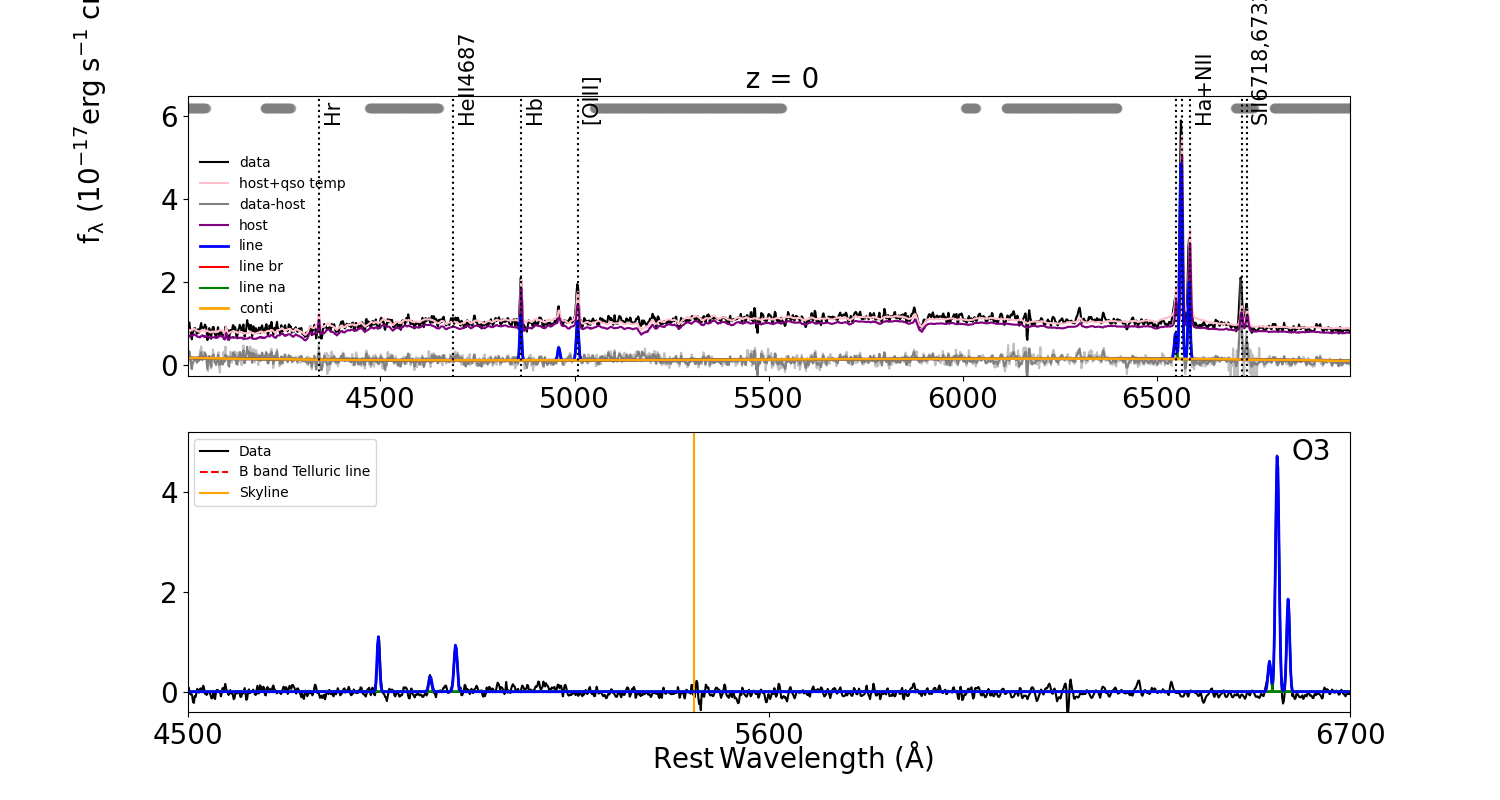 z = 0
f_λ (10^−17 erg s^−1
Hr
HeII4687
Hb
[OIII]
Ha+NII
SII6718,673
6
4
2
0
data
host+qso temp
data-host
host
line
line br
line na
conti
4500
5000
5500
6000
6500
4
2
0
Data
B band Telluric line
Skyline
O3
4500
5600
6700
Rest Wavelength (Å)